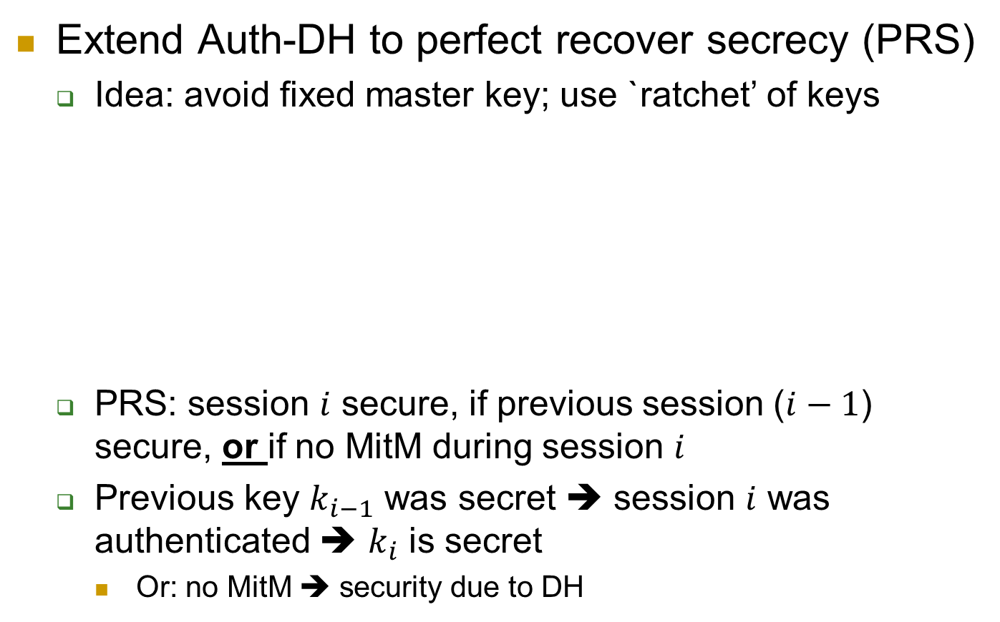 Extend Auth-DH to perfect recover secrecy (PRS)
Idea: avoid fixed master key; use `ratchet’ of keys
PRS: session 𝑖 secure, if previous session (𝑖 − 1)
secure, or if no MitM during session 𝑖
Previous key 𝑘ᵢ₋₁ was secret ➔ session 𝑖 was
authenticated ➔ 𝑘ᵢ is secret
Or: no MitM ➔ security due to DH